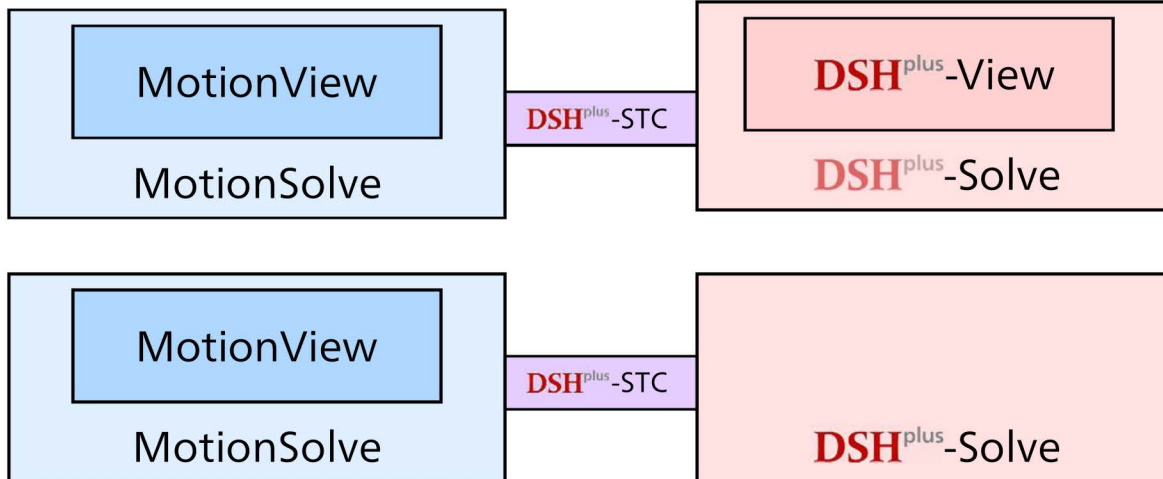 MotionView
MotionSolve
DSHplus-STC
DSHplus-View
DSHplus-Solve
MotionView
MotionSolve
DSHplus-STC
DSHplus-Solve